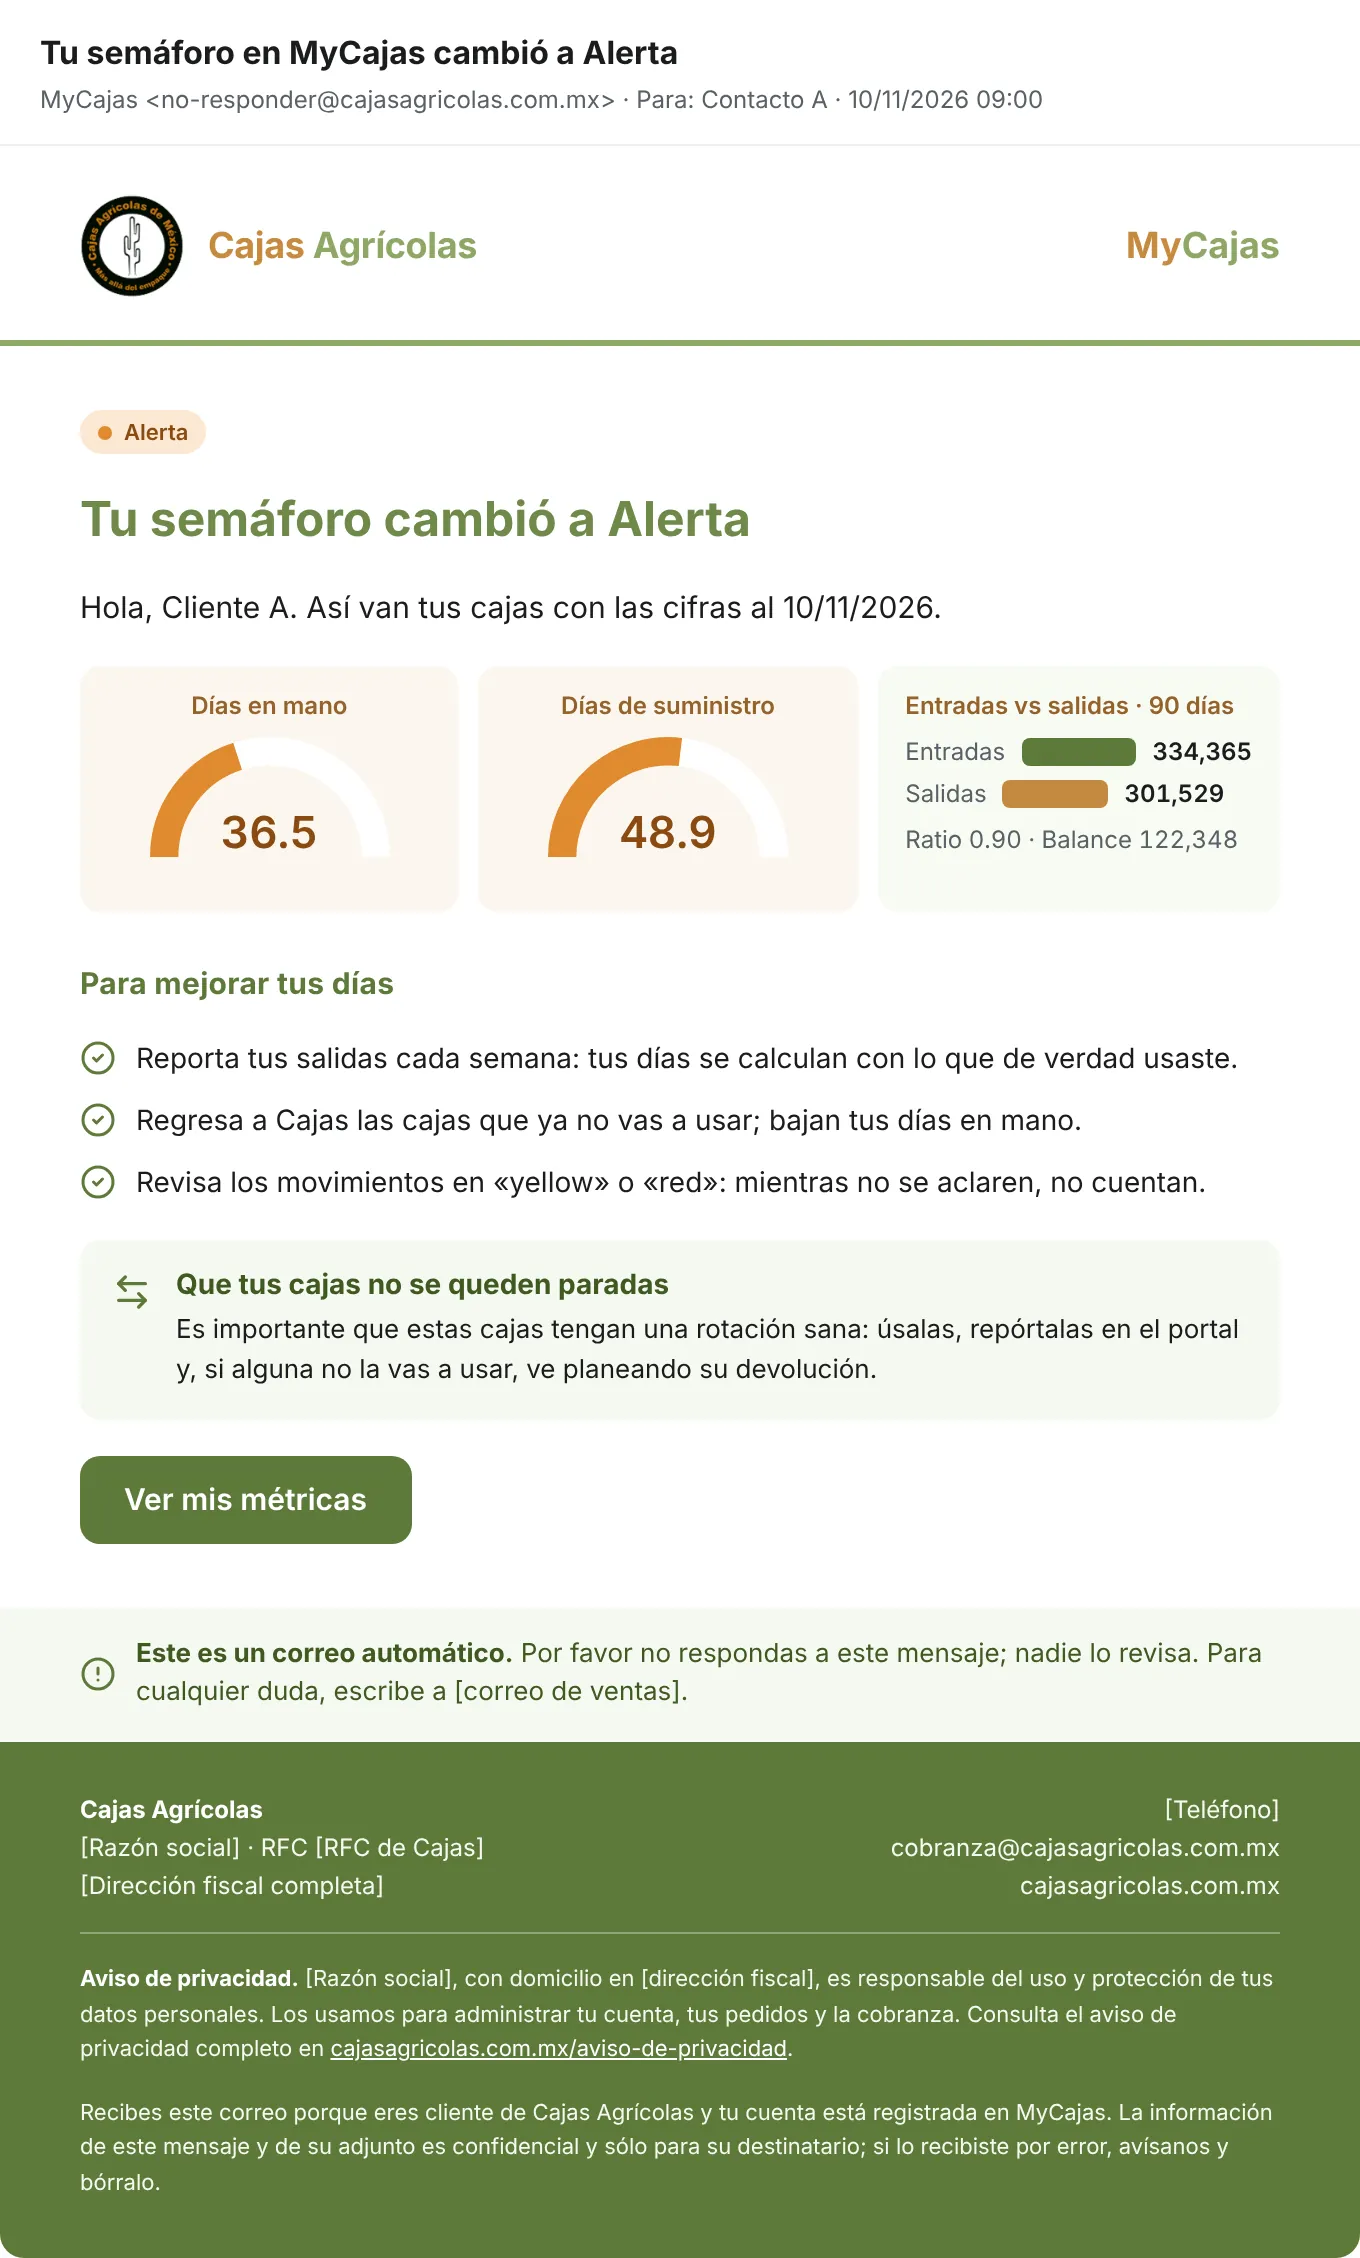 Tu semáforo en MyCajas cambió a Alerta
MyCajas <no-responder@cajasagricolas.com.mx> · Para: Contacto A · 10/11/2026 09:00
Cajas Agrícolas de México
Más allá del empaque
Cajas Agrícolas
MyCajas
Alerta
Tu semáforo cambió a Alerta
Hola, Cliente A. Así van tus cajas con las cifras al 10/11/2026.
Días en mano
36.5
Días de suministro
48.9
Entradas vs salidas · 90 días
Entradas 334,365
Salidas 301,529
Ratio 0.90 · Balance 122,348
Para mejorar tus días
Reporta tus salidas cada semana: tus días se calculan con lo que de verdad usaste.
Regresa a Cajas las cajas que ya no vas a usar; bajan tus días en mano.
Revisa los movimientos en «yellow» o «red»: mientras no se aclaren, no cuentan.
Que tus cajas no se queden paradas
Es importante que estas cajas tengan una rotación sana: úsalas, repórtalas en el portal
y, si alguna no la vas a usar, ve planeando su devolución.
Ver mis métricas
Este es un correo automático. Por favor no respondas a este mensaje; nadie lo revisa. Para
cualquier duda, escribe a [correo de ventas].
Cajas Agrícolas
[Razón social] · RFC [RFC de Cajas]
[Dirección fiscal completa]
[Teléfono]
cobranza@cajasagricolas.com.mx
cajasagricolas.com.mx
Aviso de privacidad. [Razón social], con domicilio en [dirección fiscal], es responsable del uso y protección de tus
datos personales. Los usamos para administrar tu cuenta, tus pedidos y la cobranza. Consulta el aviso de
privacidad completo en cajasagricolas.com.mx/aviso-de-privacidad.
Recibes este correo porque eres cliente de Cajas Agrícolas y tu cuenta está registrada en MyCajas. La información
de este mensaje y de su adjunto es confidencial y sólo para su destinatario; si lo recibiste por error, avísanos y
bórralo.